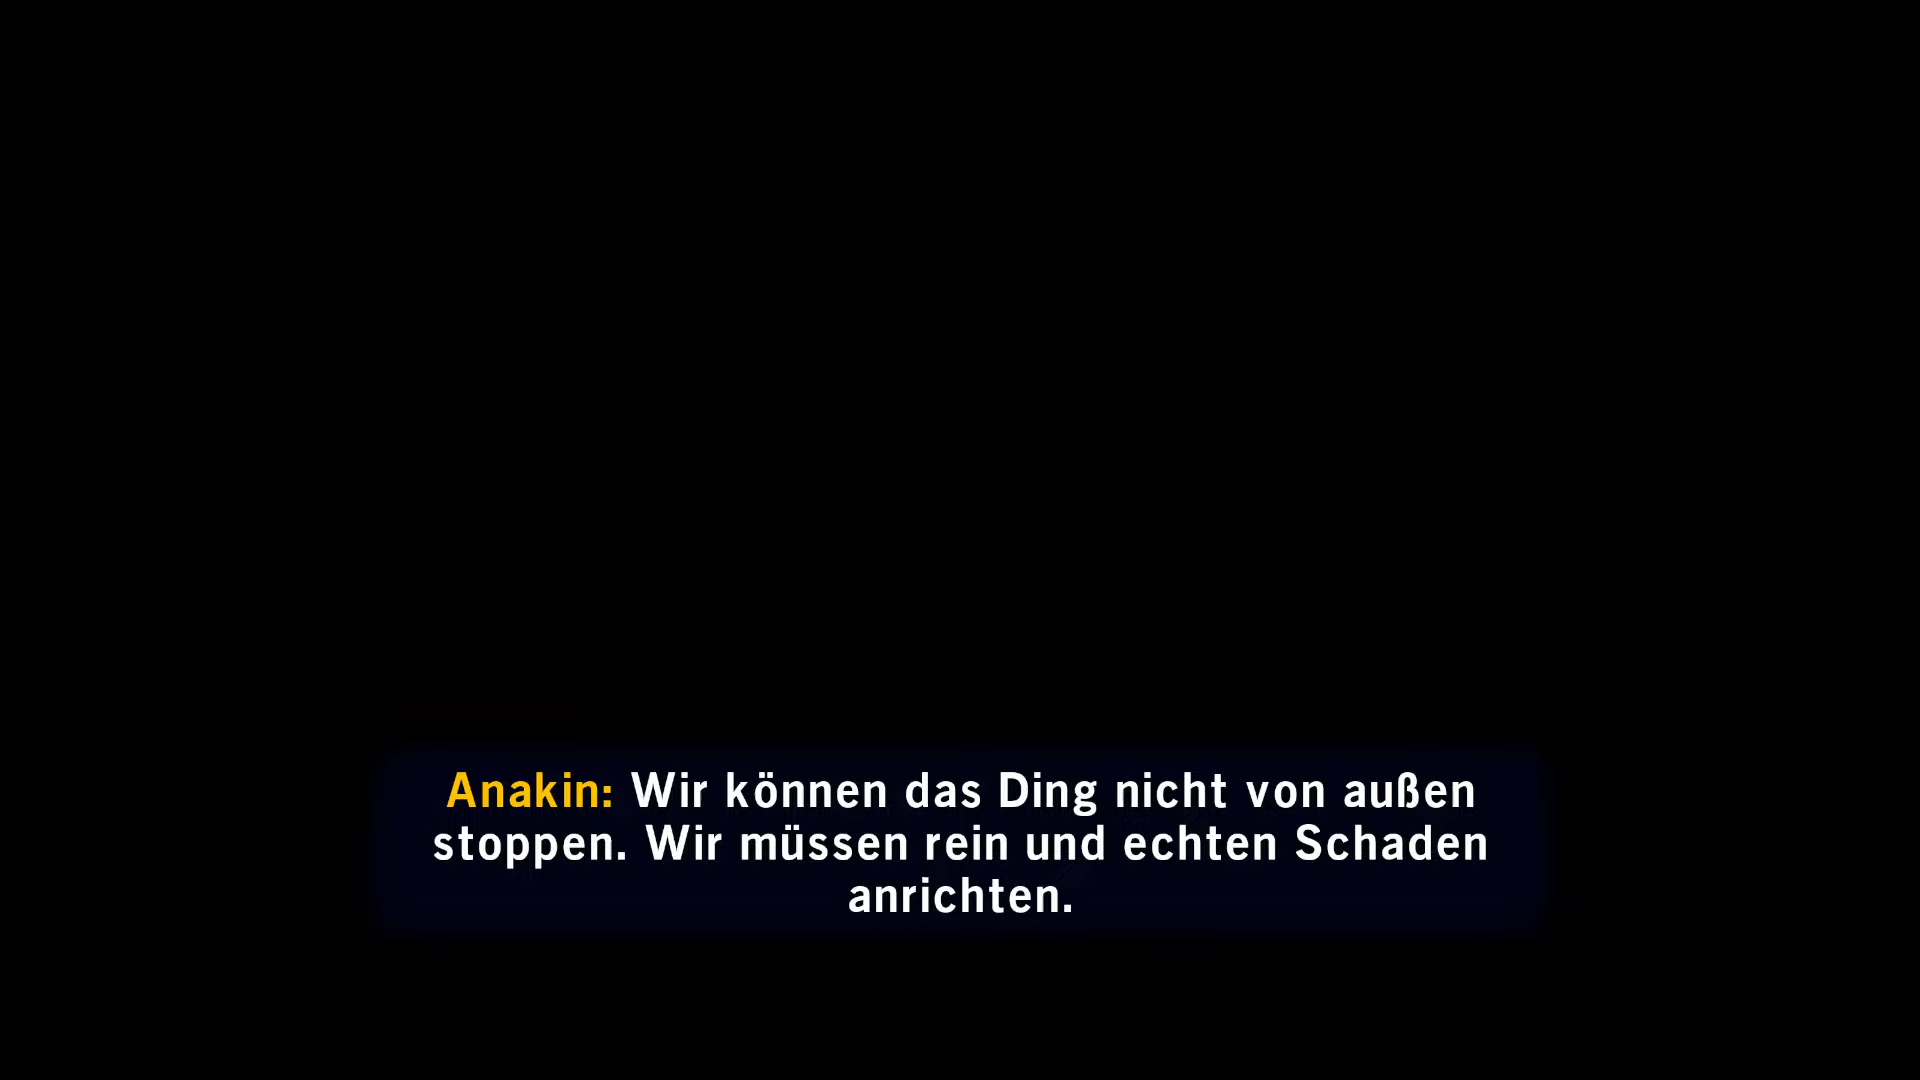 Anakin: Wir können das Ding nicht von außen
stoppen. Wir müssen rein und echten Schaden
anrichten.